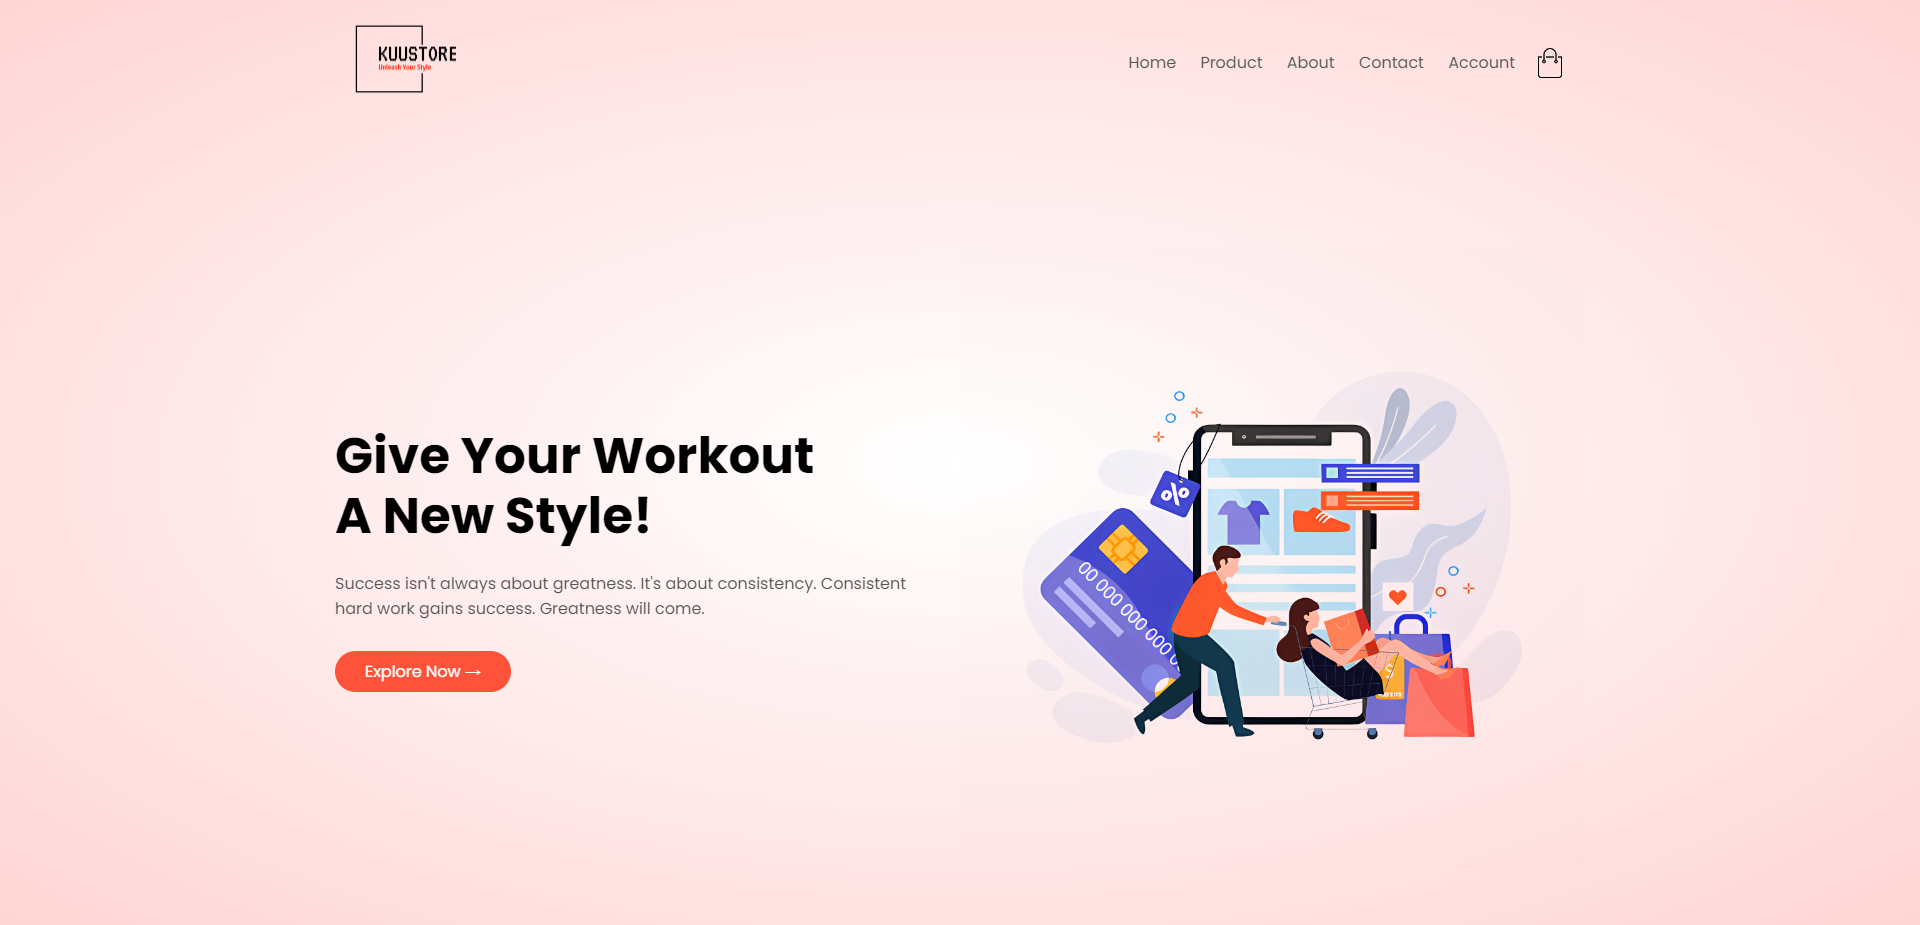 KUUSTORE
Unleash Your Style
Home Product About Contact Account
Give Your Workout
A New Style!
Success isn't always about greatness. It's about consistency. Consistent
hard work gains success. Greatness will come.
Explore Now →
%
00 000 000 000 0
$